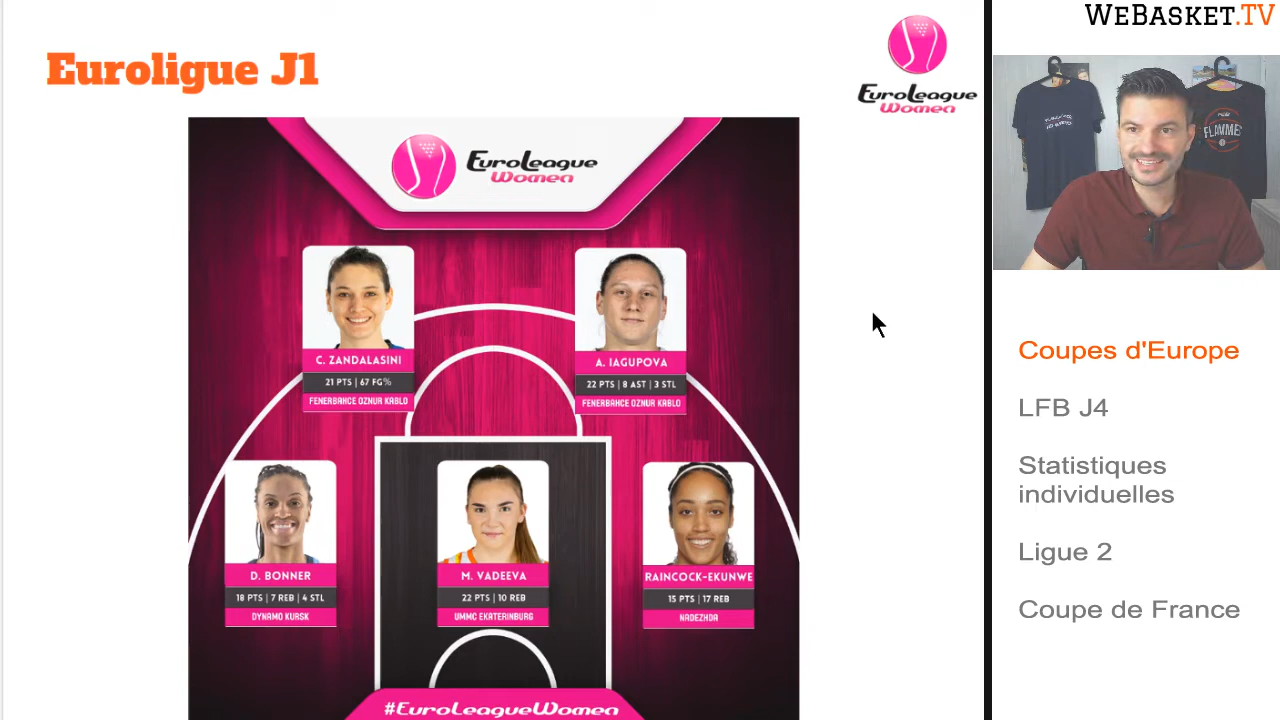 Euroligue J1
EuroLeague
Women
EuroLeague
Women
C. ZANDALASINI
21 PTS | 67 FG%
FENERBAHCE OZNUR KABLO
A. IAGUPOVA
22 PTS | 8 AST | 3 STL
FENERBAHCE OZNUR KABLO
D. BONNER
18 PTS | 7 REB | 4 STL
DYNAMO KURSK
M. VADEEVA
22 PTS | 10 REB
UMMC EKATERINBURG
RAINCOCK-EKUNWE
15 PTS | 17 REB
NADEZHDA
#EuroLeagueWomen
WEBASKET.TV
FLAMMES
Coupes d'Europe
LFB J4
Statistiques
individuelles
Ligue 2
Coupe de France